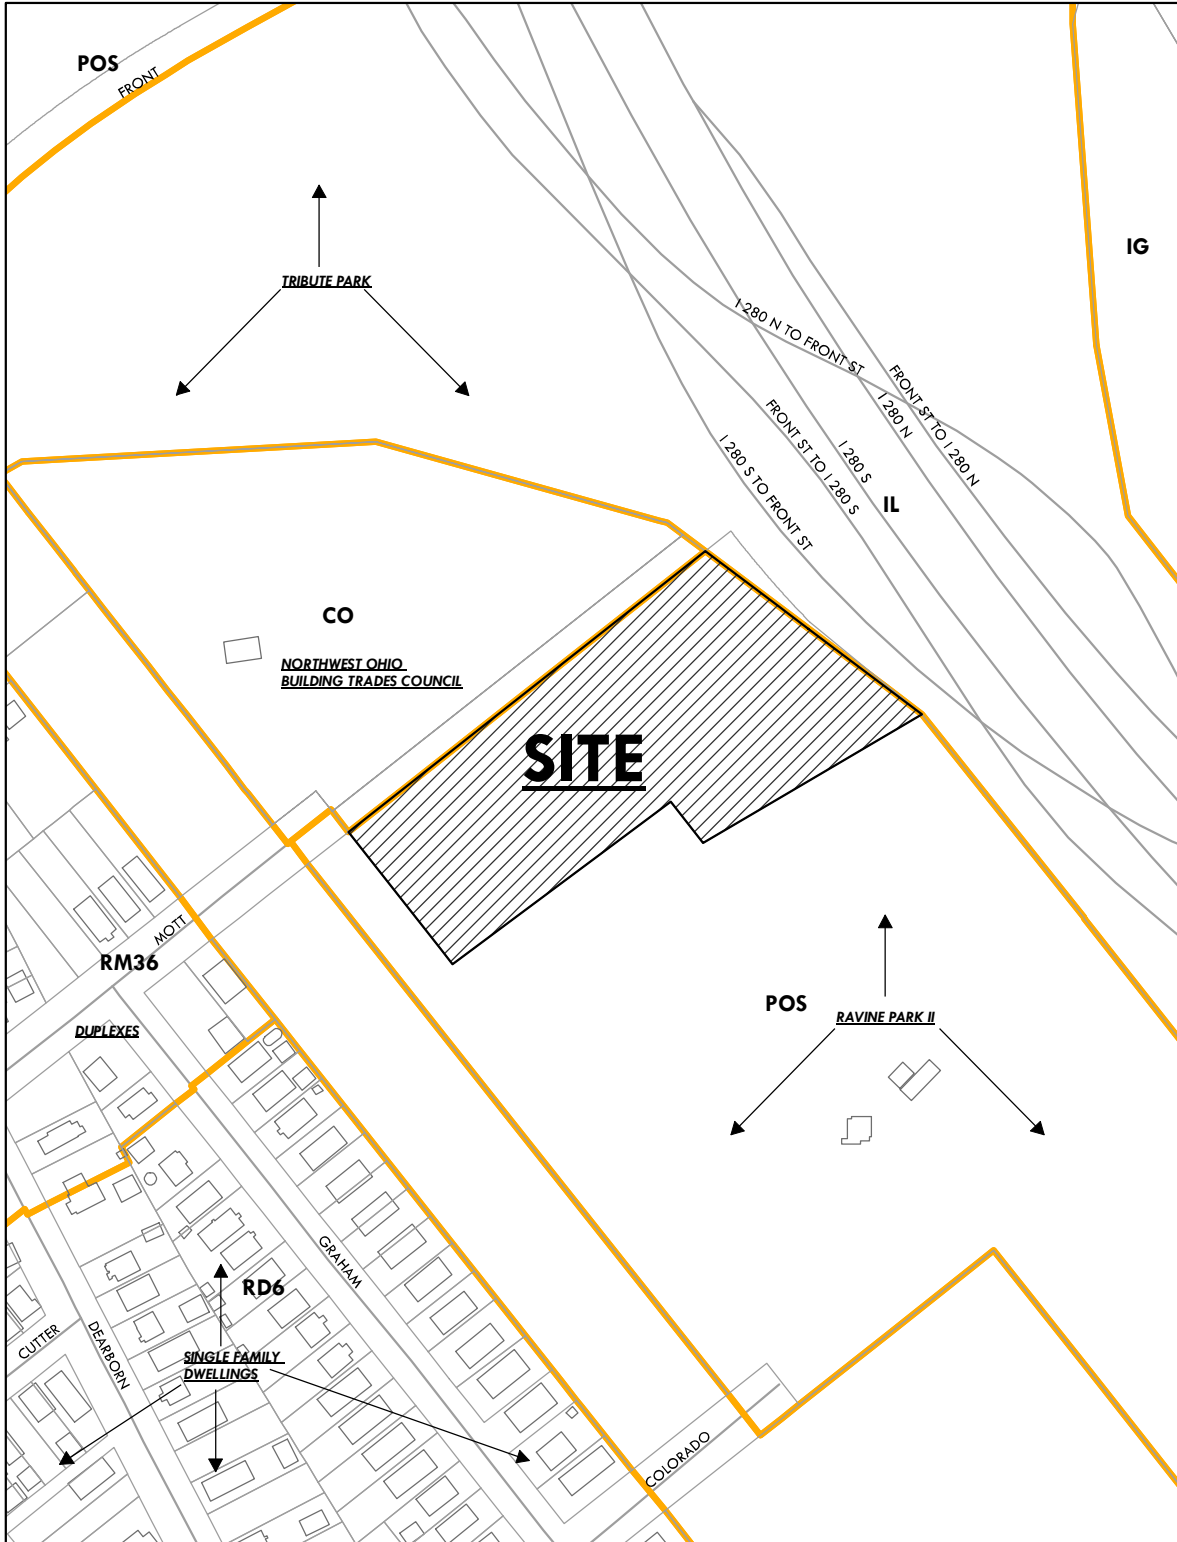 POS
FRONT
IG
TRIBUTE PARK
I 280 N TO FRONT ST
FRONT ST TO I 280 N
I 280 N
FRONT ST TO I 280 S
I 280 S
I 280 S TO FRONT ST
IL
CO
NORTHWEST OHIO
BUILDING TRADES COUNCIL
SITE
MOTT
RM36
DUPLEXES
POS
RAVINE PARK II
GRAHAM
RD6
CUTTER
DEARBORN
SINGLE FAMILY
DWELLINGS
COLORADO